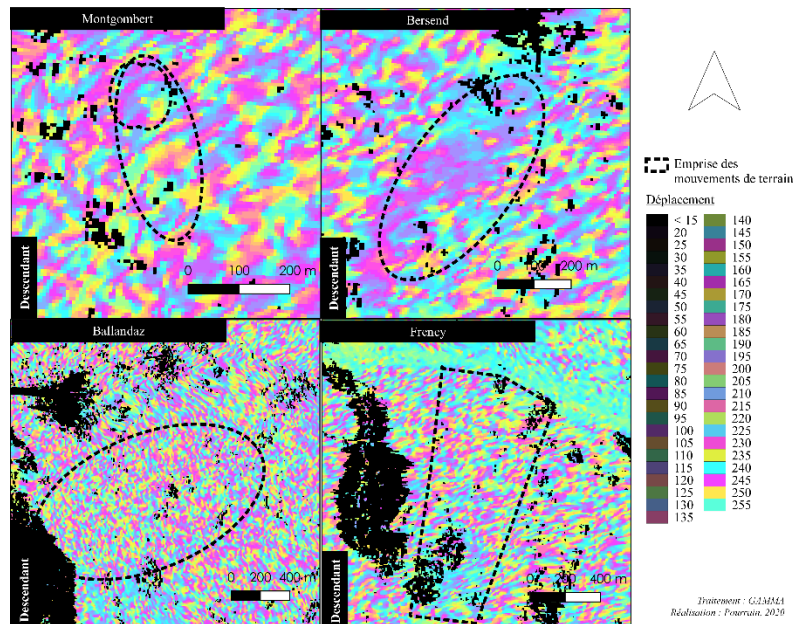 Montgombert
Bersend
Descendant
0 100 200 m
Descendant
0 100 200 m
Ballandaz
Frency
Descendant
0 200 400 m
Descendant
0 200 400 m
Emprise des
mouvements de terrain
Déplacement
< 15
20
25
30
35
40
45
50
55
60
65
70
75
80
85
90
95
100
105
110
115
120
125
130
135
140
145
150
155
160
165
170
175
180
185
190
195
200
205
210
215
220
225
230
235
240
245
250
255
Traitement : GAMMA
Réalisation : Pourrain, 2020